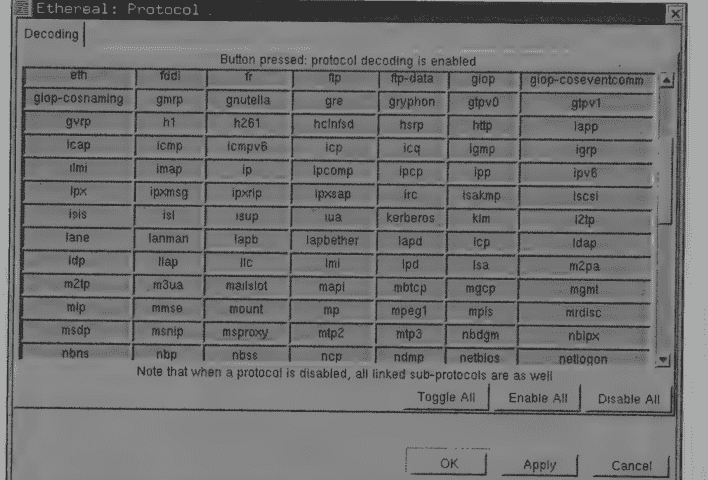 Ethereal: Protocol
Decoding
Button pressed: protocol decoding is enabled
eth fddi fr ftp ftp-data giop giop-coseventcomm
giop-cosnaming gmrp gnutella gre gryphon gtpv0 gtpv1
gvrp h1 h261 hclnfsd hsrp http iapp
icap icmp icmpv6 icp icq igmp igrp
ilmi imap ip ipcomp ipcp ipp ipv6
ipx ipxmsg ipxrip ipxsap irc isakmp iscsi
isis isl isup iua kerberos klm l2tp
lane lanman lapb lapbether lapd lcp ldap
ldp llap llc lmi lpd lsa m2pa
m2tp m3ua mailslot mapi mbtcp mgcp mgmt
mip mmse mount mp mpeg1 mpls mrdisc
msdp msnip msproxy mtp2 mtp3 nbdgm nbipx
nbns nbp nbss ncp ndmp netbios netlogon
Note that when a protocol is disabled, all linked sub-protocols are as well
Toggle All Enable All Disable All
OK Apply Cancel